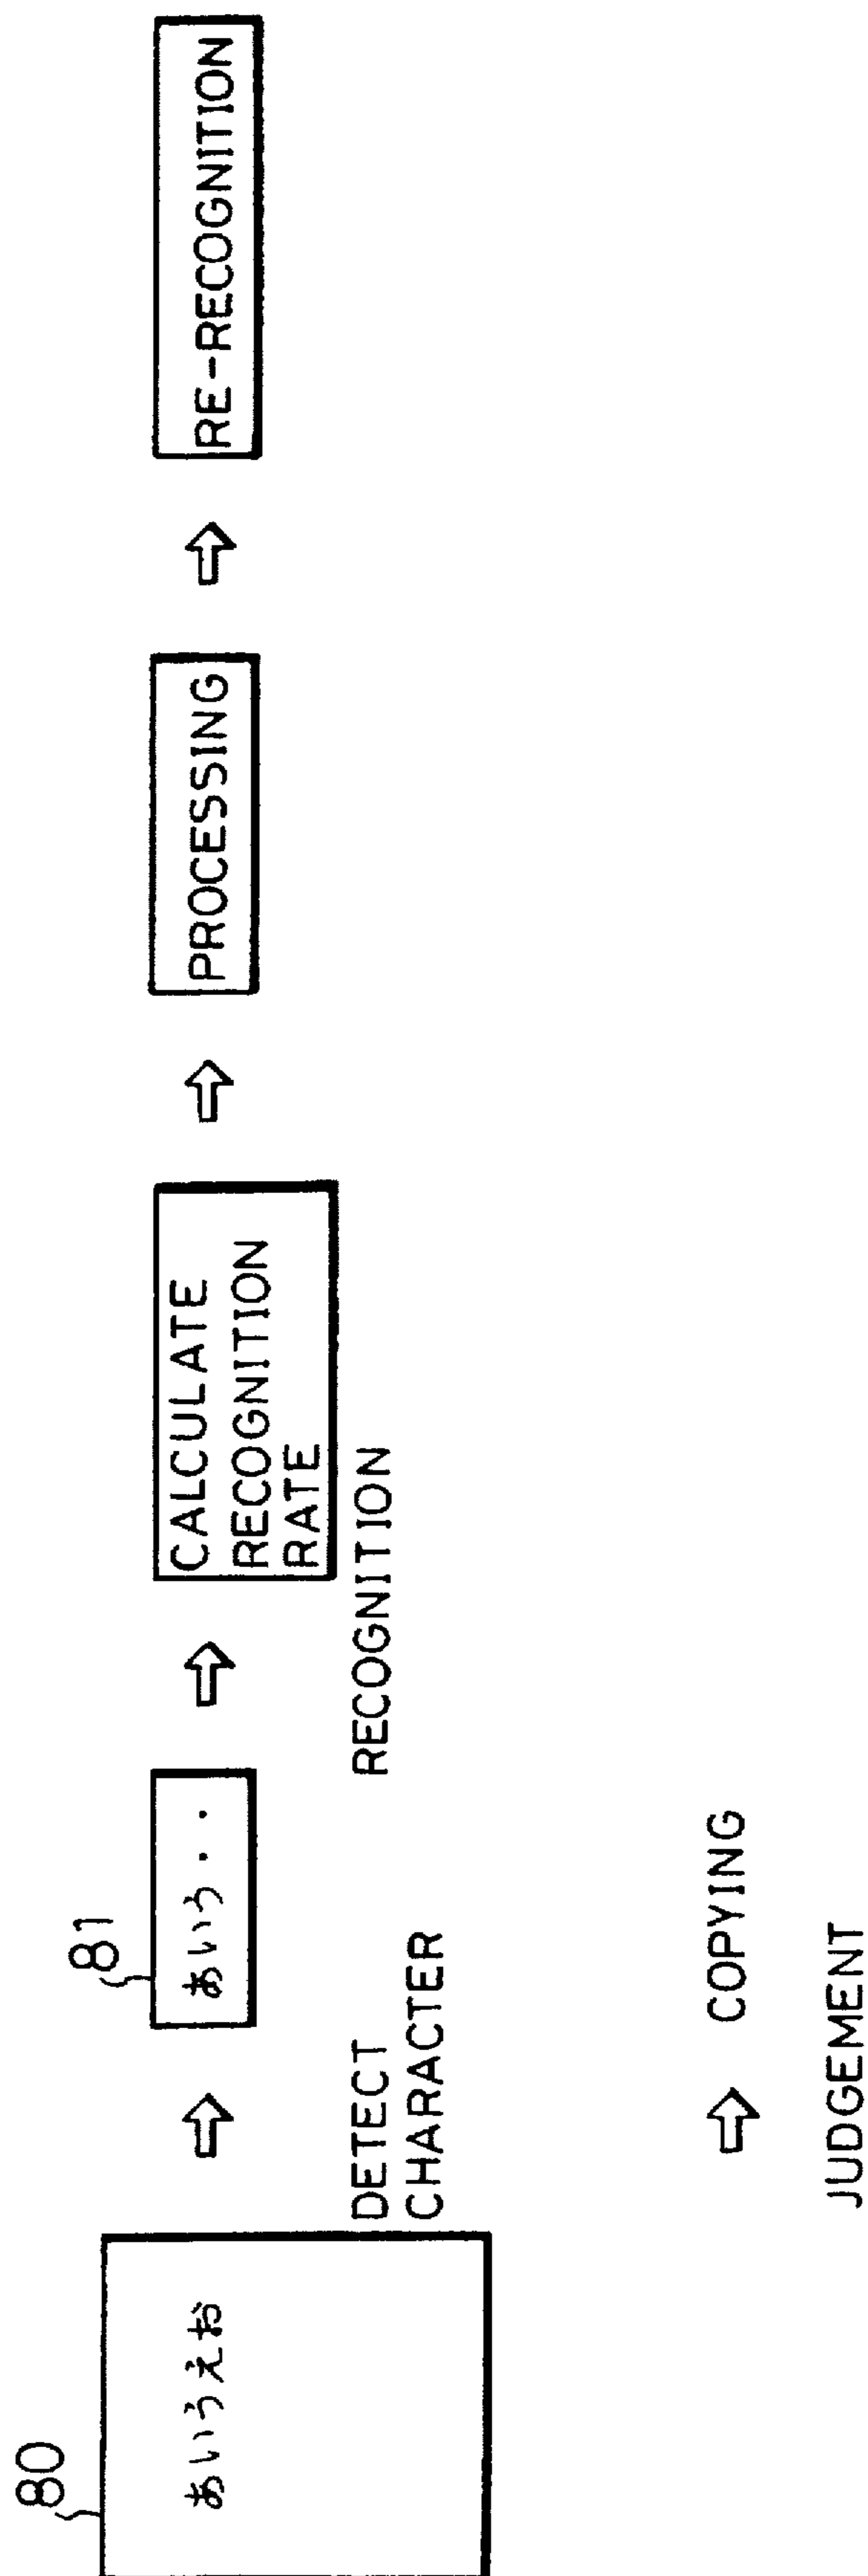 80
あいうえお
DETECT
CHARACTER
81
あいう・・
RECOGNITION
CALCULATE
RECOGNITION
RATE
PROCESSING
RE-RECOGNITION
COPYING
JUDGEMENT